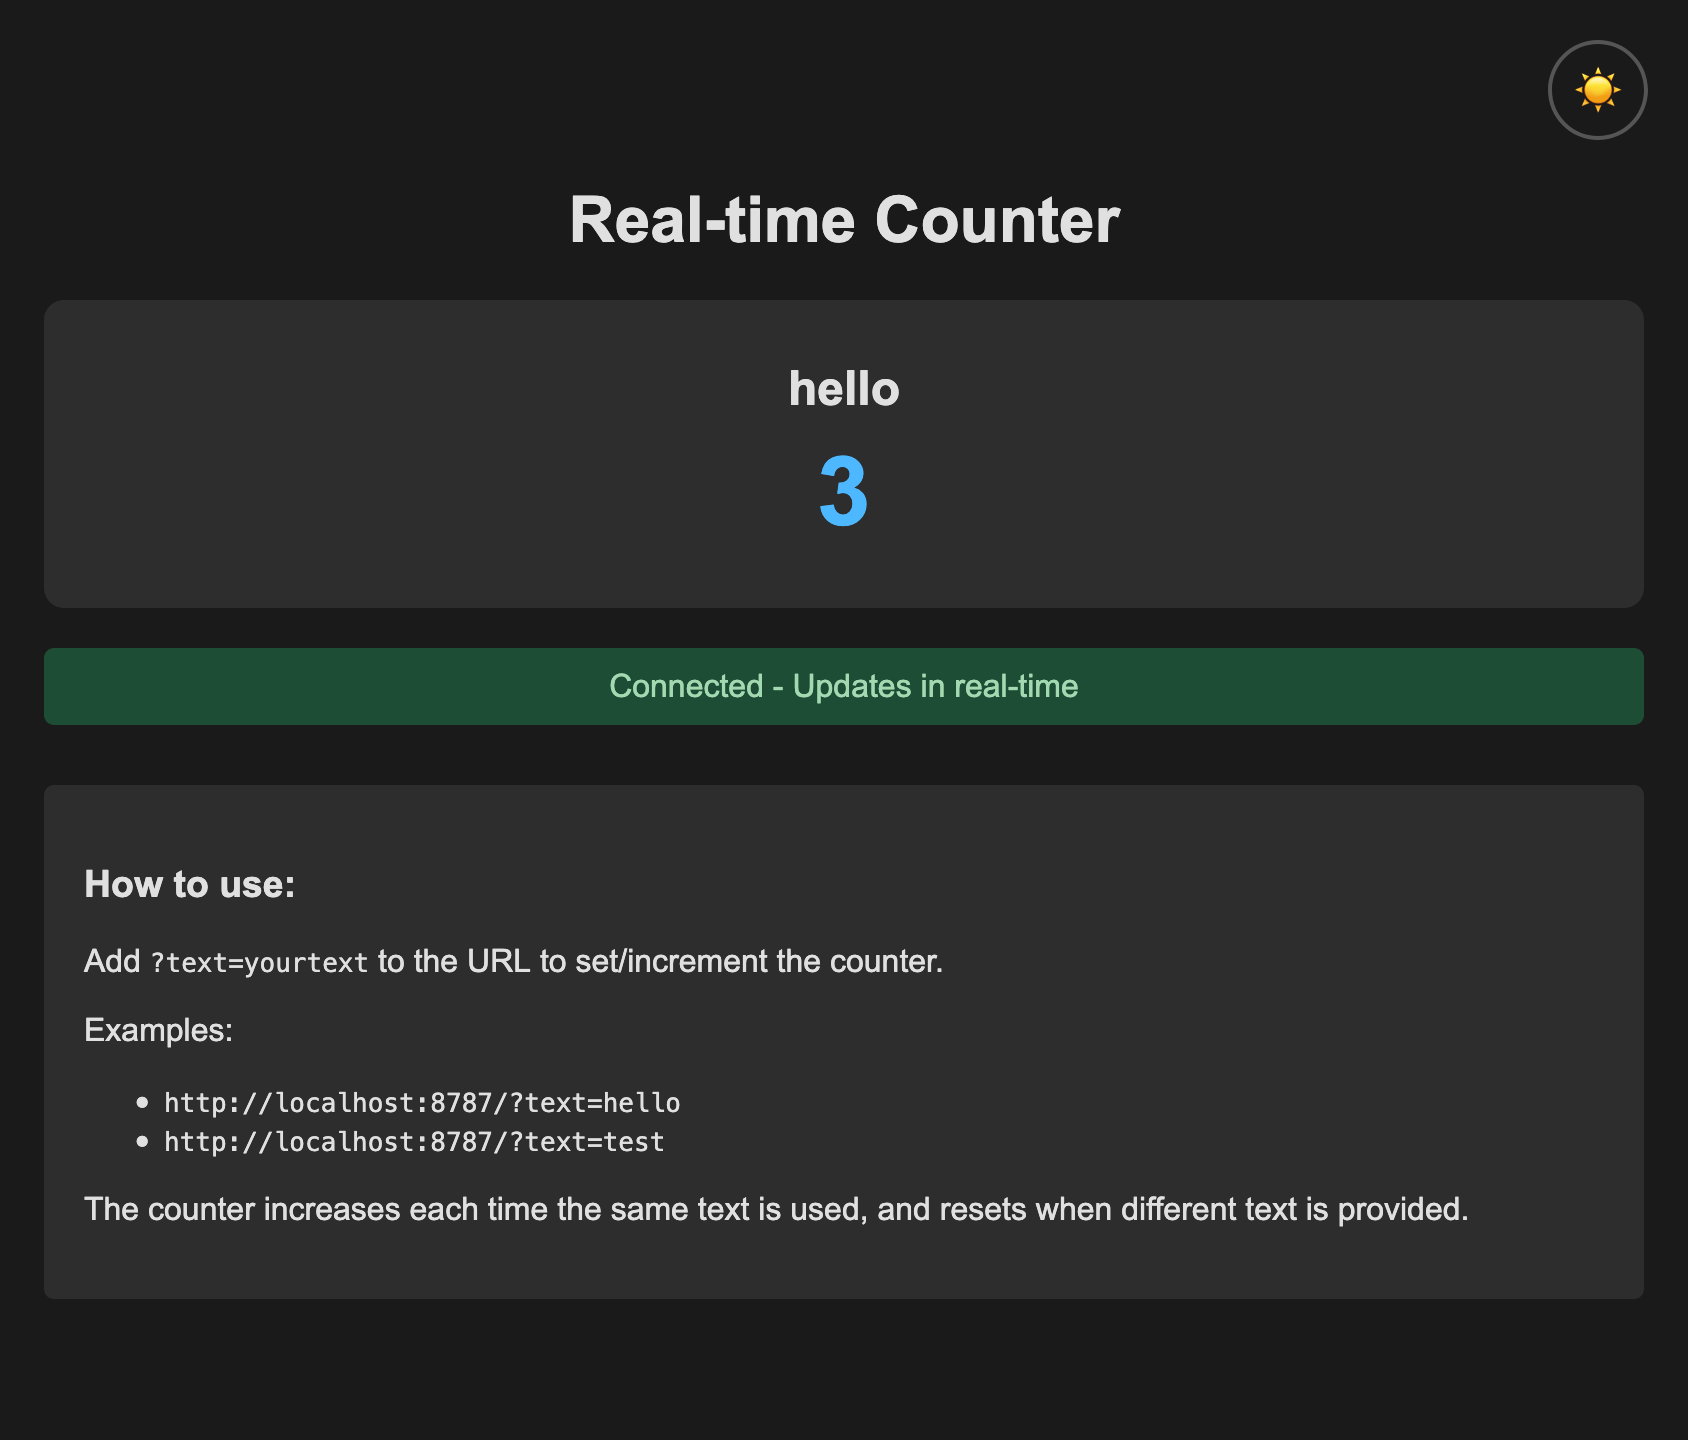 Real-time Counter
hello
3
Connected - Updates in real-time
How to use:
Add ?text=yourtext to the URL to set/increment the counter.
Examples:
• http://localhost:8787/?text=hello
• http://localhost:8787/?text=test
The counter increases each time the same text is used, and resets when different text is provided.